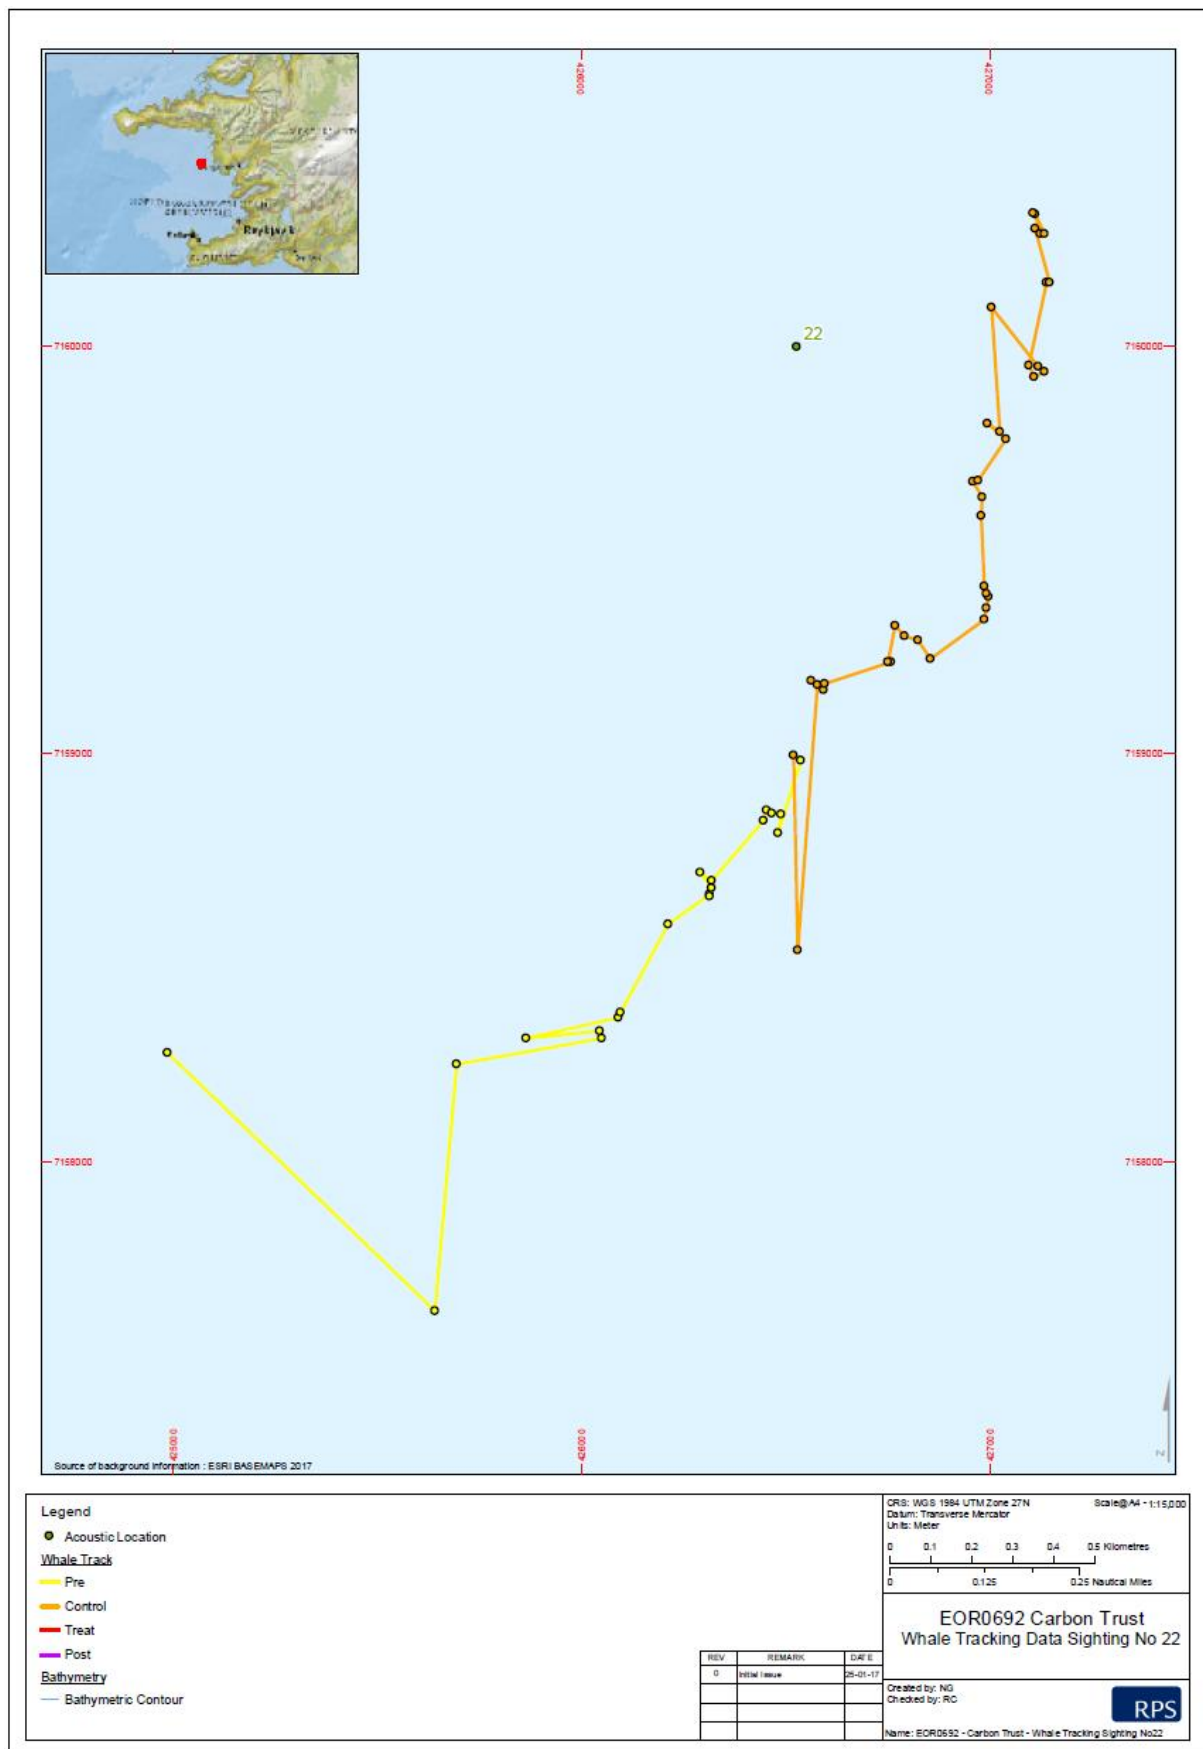 426000
427000
Reykjavik
22
7160000
7160000
7159000
7159000
7158000
7158000
425000
426000
427000
Z
Source of background information : ESRI BASEMAPS 2017
Legend
Acoustic Location
Whale Track
Pre
Control
Treat
Post
Bathymetry
Bathymetric Contour
CRS: WGS 1984 UTM Zone 27N
Scale@A4 - 1:15,000
Datum: Transverse Mercator
Units: Meter
0 0.1 0.2 0.3 0.4 0.5 Kilometres
0 0.125 0.25 Nautical Miles
EOR0692 Carbon Trust
Whale Tracking Data Sighting No 22
REV REMARK DATE
0 Initial Issue 25-01-17
Created by: NG
Checked by: RC
RPS
Name: EOR0692 - Carbon Trust - Whale Tracking Sighting No22